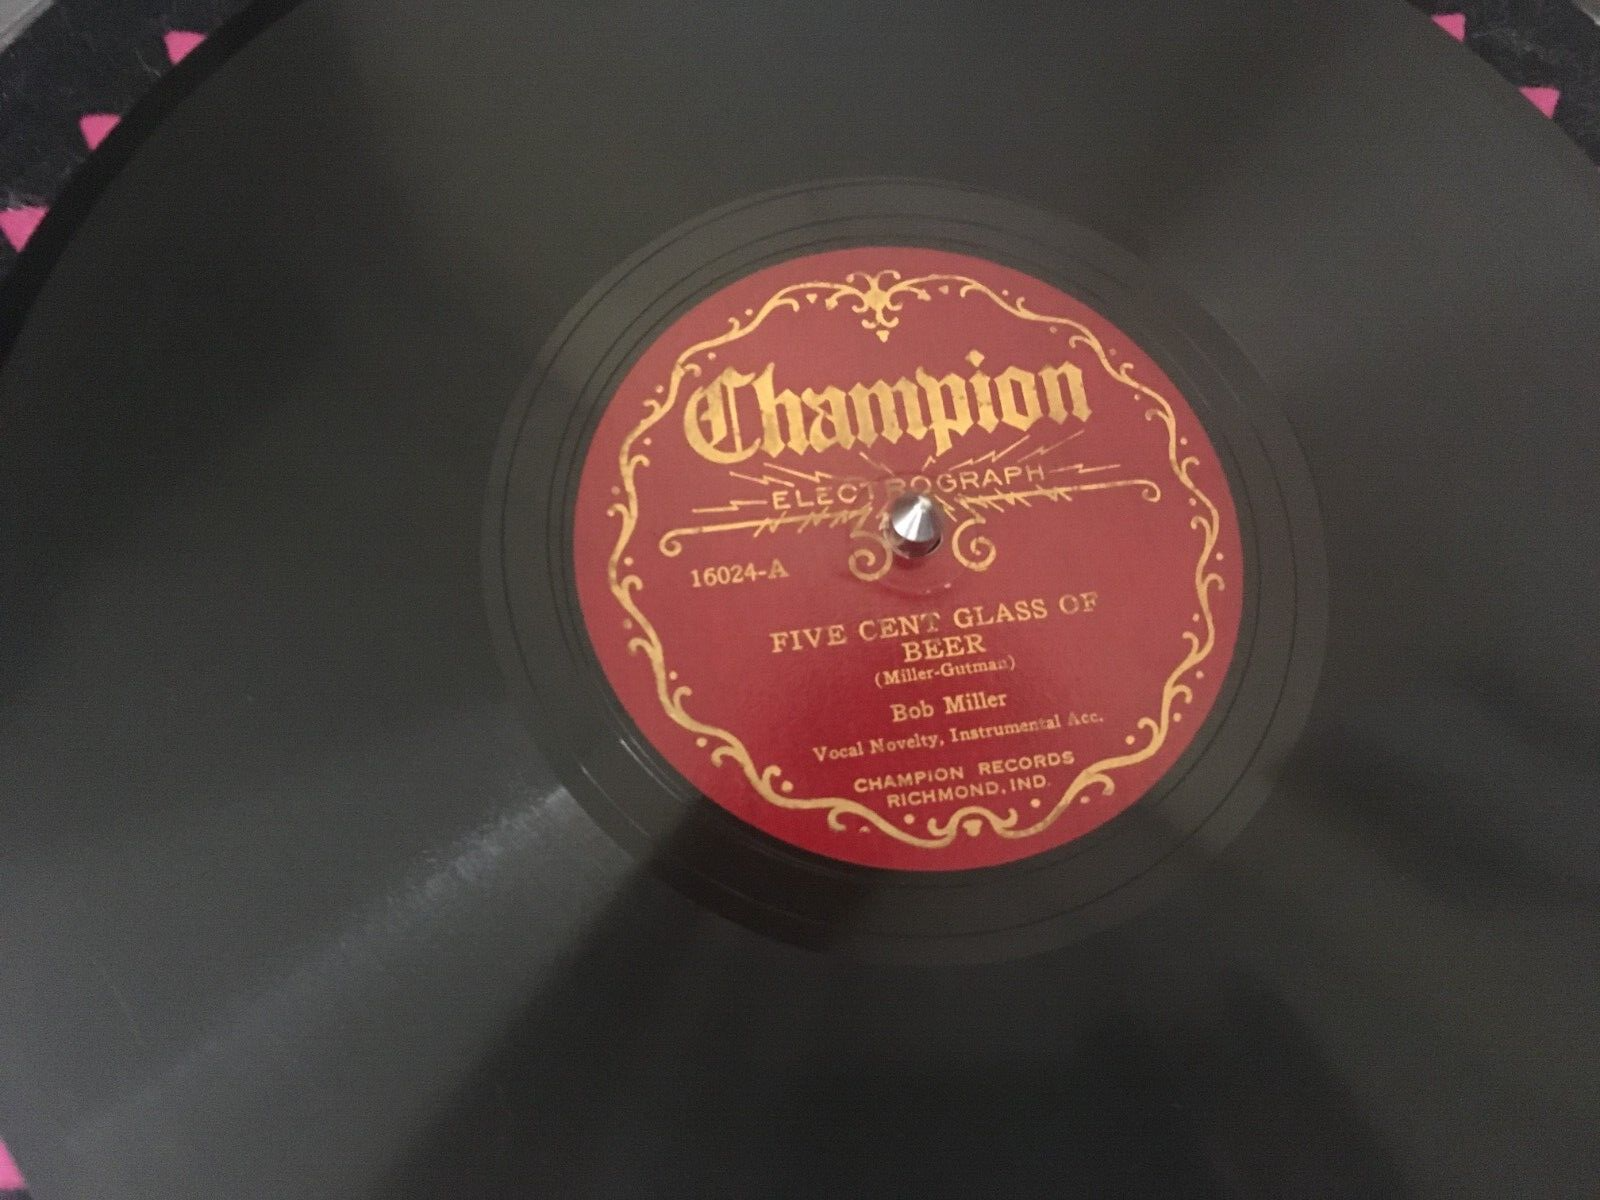 Champion
ELECTROGRAPH
16024-A
FIVE CENT GLASS OF
BEER
(Miller-Gutman)
Bob Miller
Vocal Novelty, Instrumental Acc.
CHAMPION RECORDS
RICHMOND, IND.